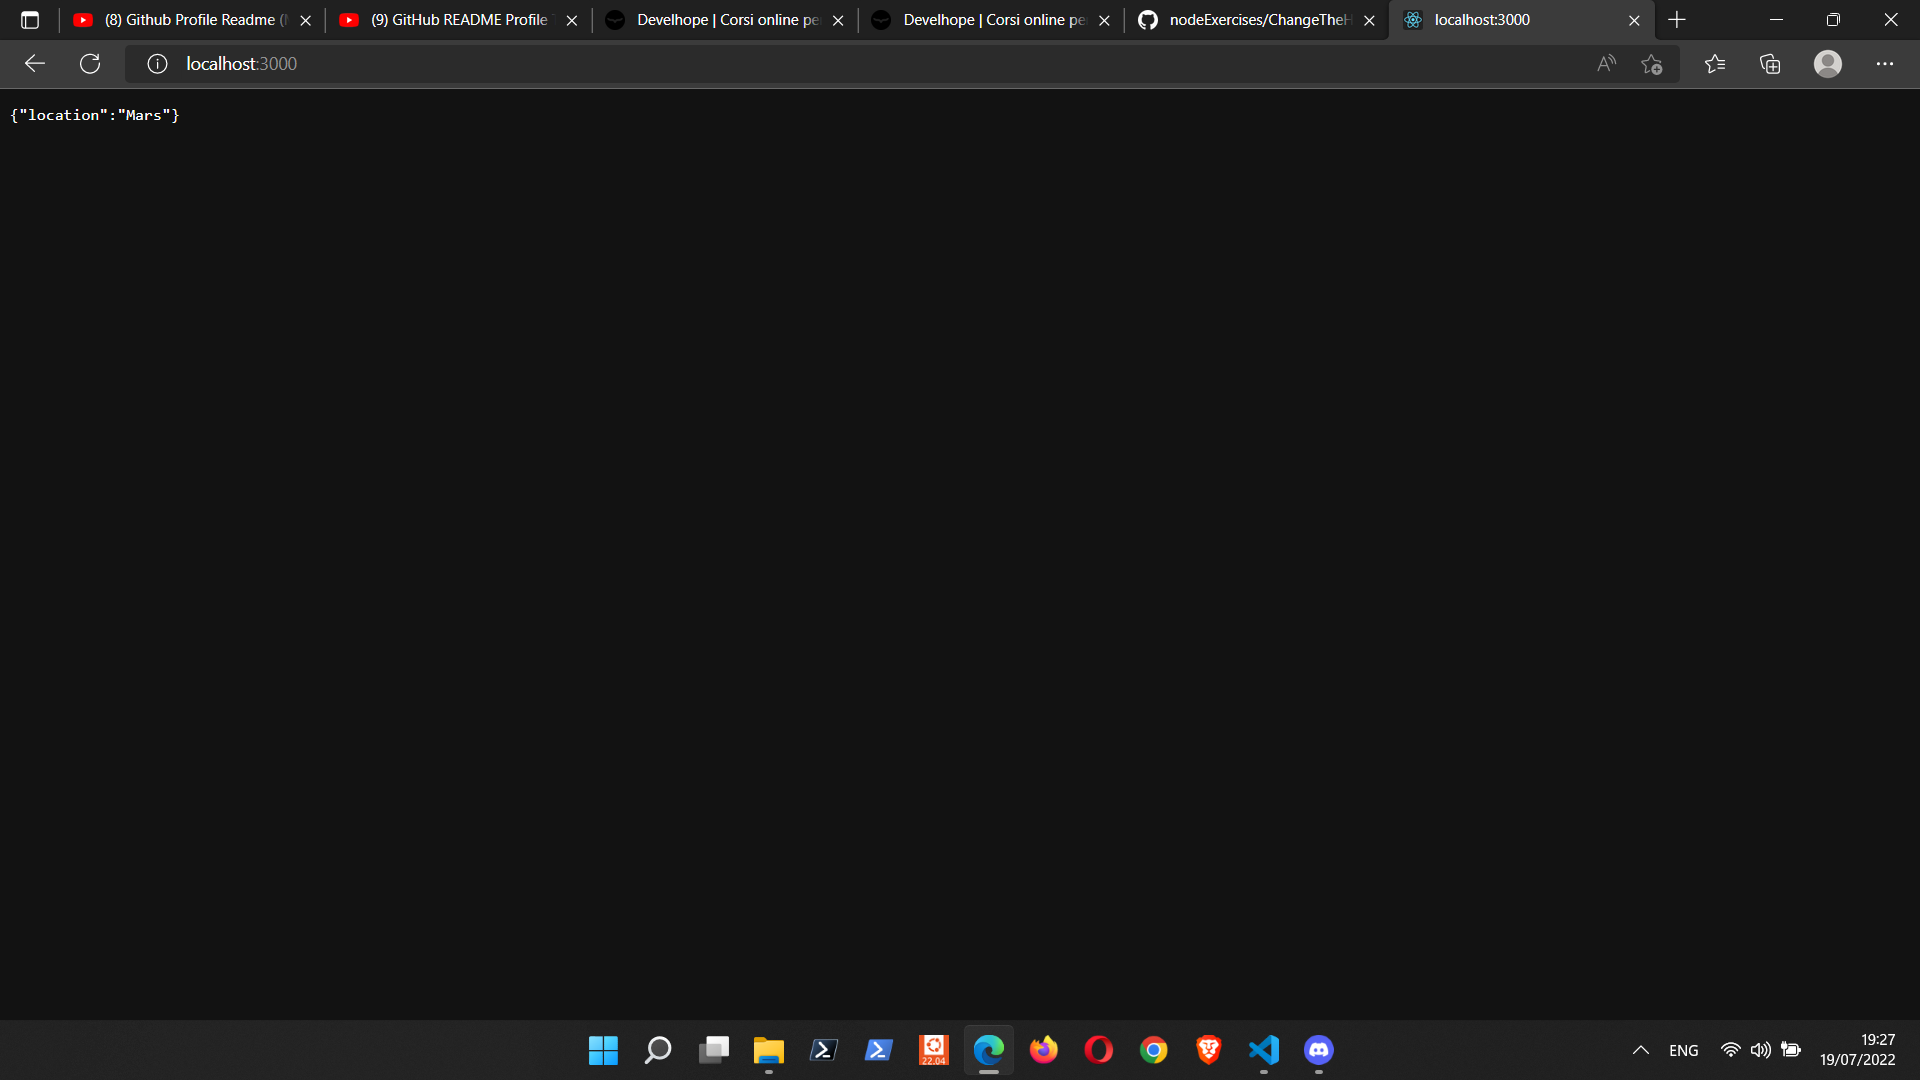 (8) Github Profile Readme (
(9) GitHub README Profile
Develhope | Corsi online pe
Develhope | Corsi online pe
nodeExercises/ChangeTheH
localhost:3000
localhost:3000
{"location":"Mars"}
22.04
ENG
19:27
19/07/2022